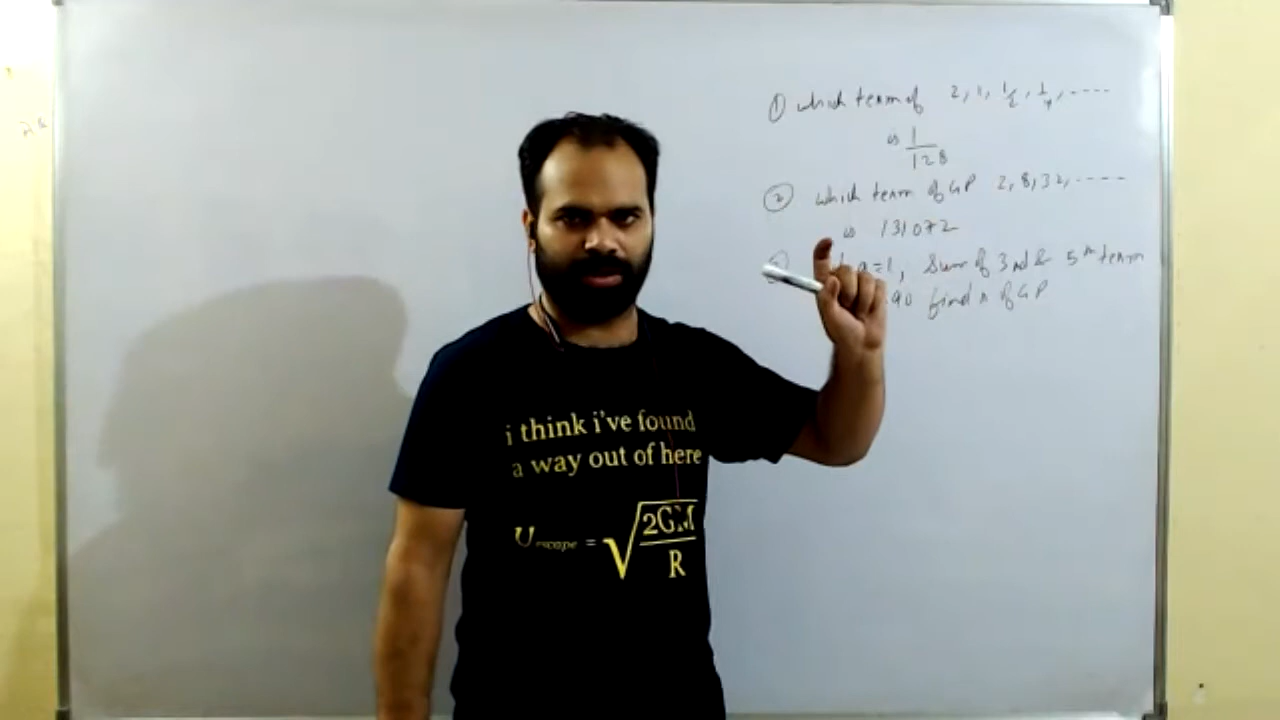 ① which term of 2, 1, 1/2, 1/4, ----
is 1/128
② which term of GP 2, 8, 32, ----
is 131072
a=1, Sum of 3rd & 5th term
90 find r of GP
i think i've found
a way out of here
υescape = √2GM/R